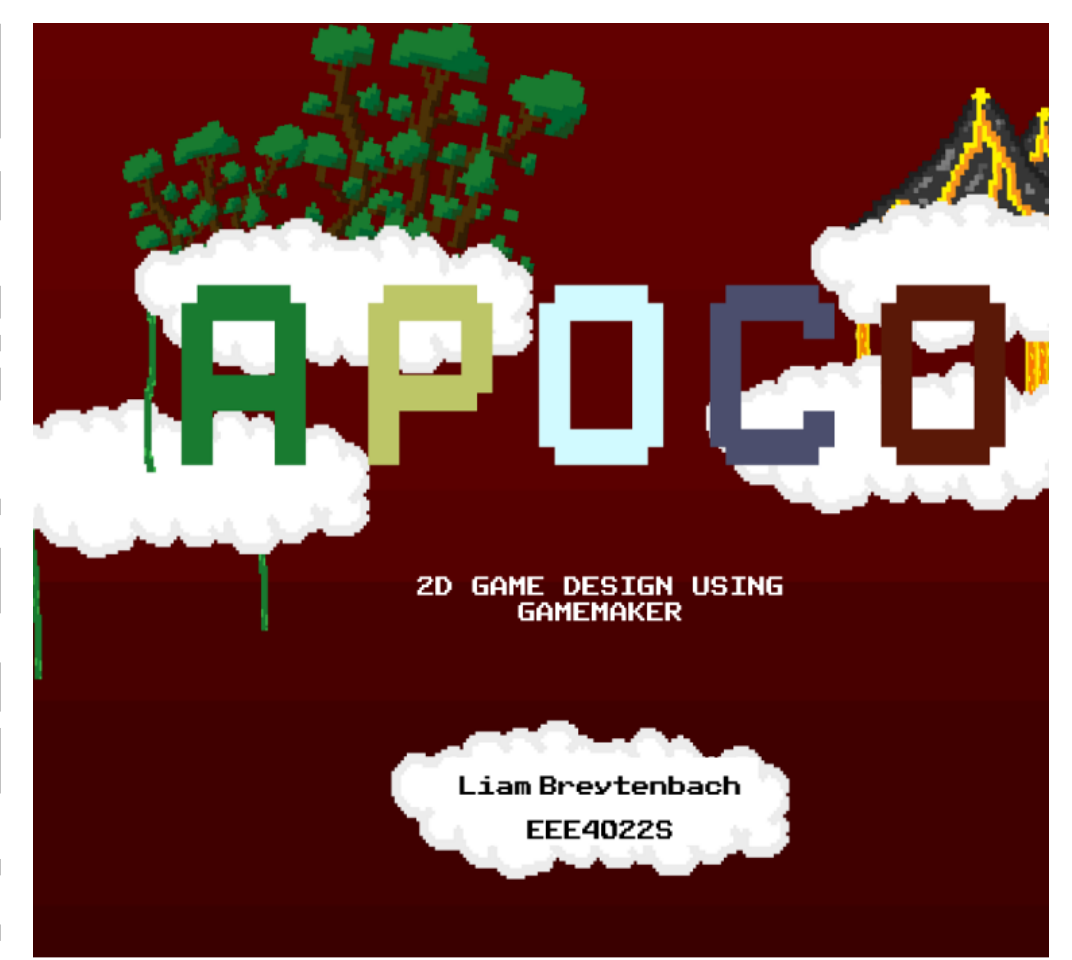 APOCO
2D GAME DESIGN USING
GAMEMAKER
Liam Breytenbach
EEE4022S